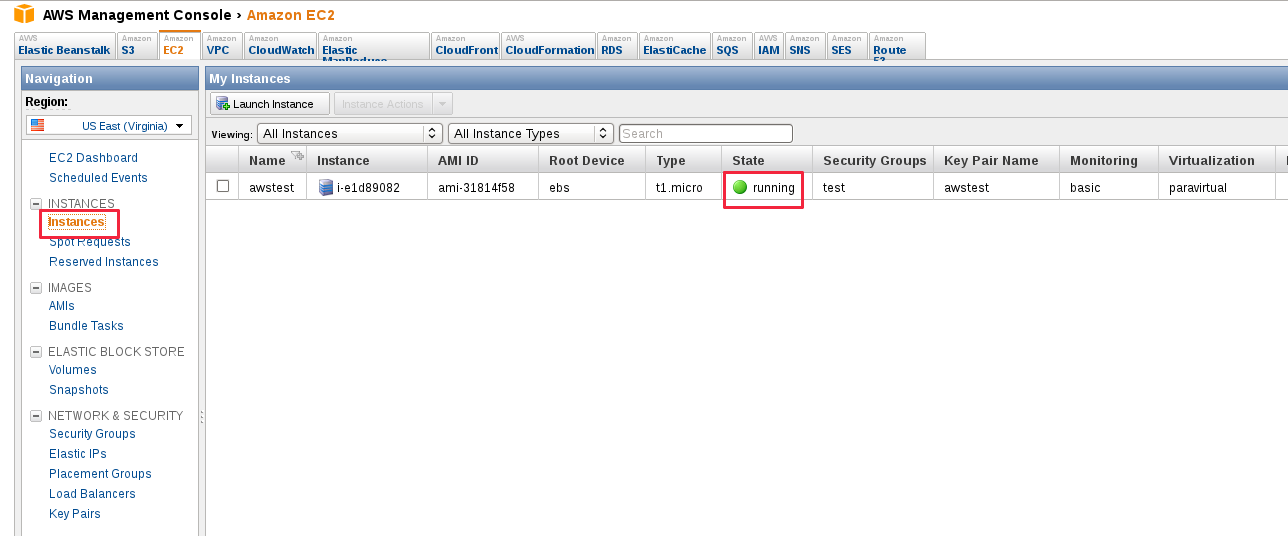 AWS Management Console › Amazon EC2
AWS Amazon Amazon Amazon Amazon Amazon Amazon AWS Amazon Amazon Amazon AWS Amazon Amazon Amazon
Elastic Beanstalk S3 EC2 VPC CloudWatch Elastic CloudFront CloudFormation RDS ElastiCache SQS IAM SNS SES Route
MapReduce 53
Navigation
Region:
US East (Virginia)
EC2 Dashboard
Scheduled Events
INSTANCES
Instances
Spot Requests
Reserved Instances
IMAGES
AMIs
Bundle Tasks
ELASTIC BLOCK STORE
Volumes
Snapshots
NETWORK & SECURITY
Security Groups
Elastic IPs
Placement Groups
Load Balancers
Key Pairs
My Instances
Launch Instance Instance Actions
Viewing: All Instances All Instance Types Search
Name Instance AMI ID Root Device Type State Security Groups Key Pair Name Monitoring Virtualization
awstest i-e1d89082 ami-31814f58 ebs t1.micro running test awstest basic paravirtual